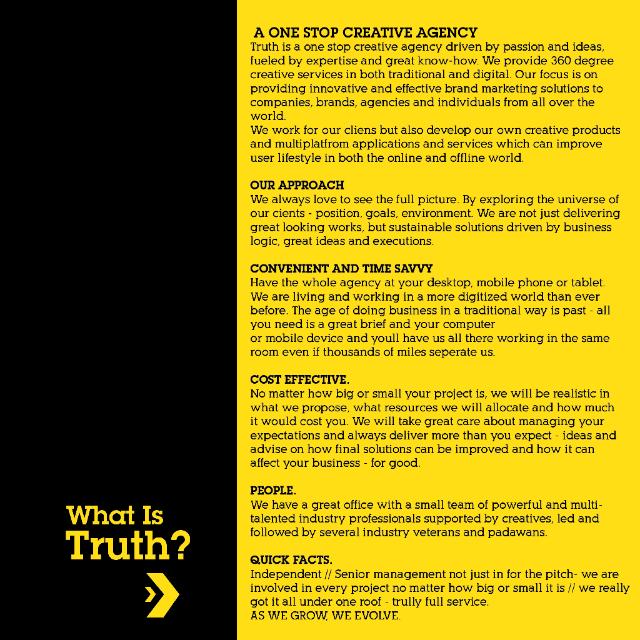 A ONE STOP CREATIVE AGENCY
Truth is a one stop creative agency driven by passion and ideas,
fueled by expertise and great know-how. We provide 360 degree
creative services in both traditional and digital. Our focus is on
providing innovative and effective brand marketing solutions to
companies, brands, agencies and individuals from all over the
world.
We work for our cliens but also develop our own creative products
and multiplatfrom applications and services which can improve
user lifestyle in both the online and offline world.
OUR APPROACH
We always love to see the full picture. By exploring the universe of
our cients - position, goals, environment. We are not just delivering
great looking works, but sustainable solutions driven by business
logic, great ideas and executions.
CONVENIENT AND TIME SAVVY
Have the whole agency at your desktop, mobile phone or tablet.
We are living and working in a more digitized world than ever
before. The age of doing business in a traditional way is past - all
you need is a great brief and your computer
or mobile device and youll have us all there working in the same
room even if thousands of miles seperate us.
COST EFFECTIVE.
No matter how big or small your project is, we will be realistic in
what we propose, what resources we will allocate and how much
it would cost you. We will take great care about managing your
expectations and always deliver more than you expect - ideas and
advise on how final solutions can be improved and how it can
affect your business - for good.
PEOPLE.
We have a great office with a small team of powerful and multi-
talented industry professionals supported by creatives, led and
followed by several industry veterans and padawans.
QUICK FACTS.
Independent // Senior management not just in for the pitch- we are
involved in every project no matter how big or small it is // we really
got it all under one roof - trully full service.
AS WE GROW, WE EVOLVE.
What Is
Truth?